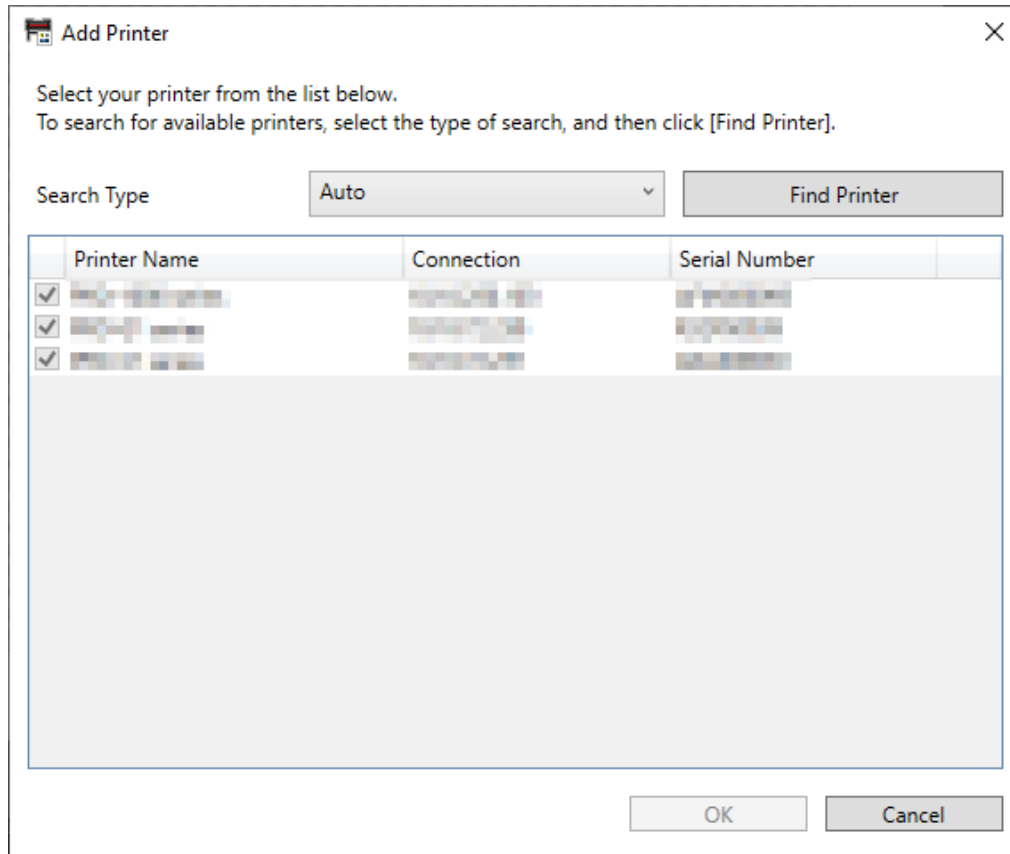 Add Printer
Select your printer from the list below.
To search for available printers, select the type of search, and then click [Find Printer].
Search Type Auto Find Printer
Printer Name Connection Serial Number
OK Cancel